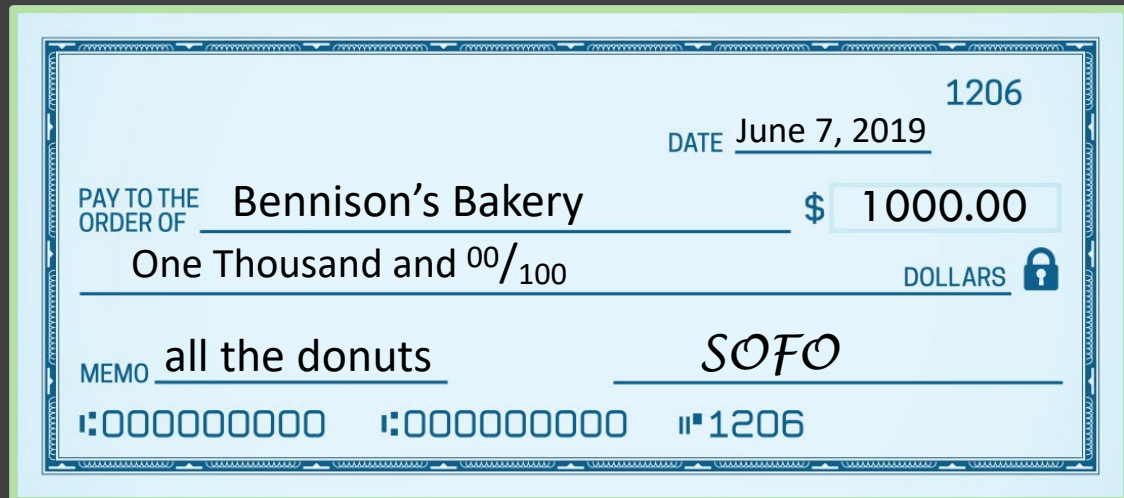 1206
DATE June 7, 2019
PAY TO THE ORDER OF Bennison's Bakery $ 1000.00
One Thousand and 00/100 DOLLARS
MEMO all the donuts SOFO
⑆000000000 ⑆000000000 ⑈1206